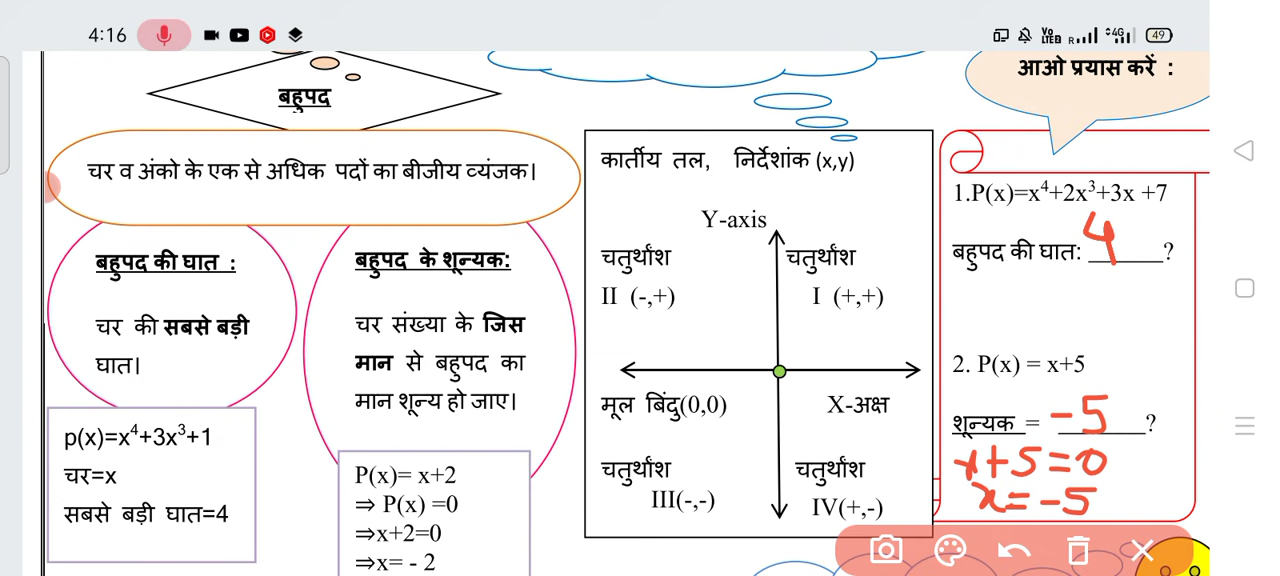 4:16
49
बहुपद
आओ प्रयास करें :
चर व अंको के एक से अधिक पदों का बीजीय व्यंजक।
बहुपद की घात :
चर की सबसे बड़ी
घात।
p(x)=x⁴+3x³+1
चर=x
सबसे बड़ी घात=4
बहुपद के शून्यक:
चर संख्या के जिस
मान से बहुपद का
मान शून्य हो जाए।
P(x)= x+2
⇒ P(x) =0
⇒x+2=0
⇒x= - 2
कार्तीय तल, निर्देशांक (x,y)
Y-axis
चतुर्थांश चतुर्थांश
II (-,+) I (+,+)
मूल बिंदु(0,0) X-अक्ष
चतुर्थांश चतुर्थांश
III(-,-) IV(+,-)
1.P(x)=x⁴+2x³+3x +7
बहुपद की घात: 4 ?
2. P(x) = x+5
शून्यक = -5 ?
x+5=0
x=-5